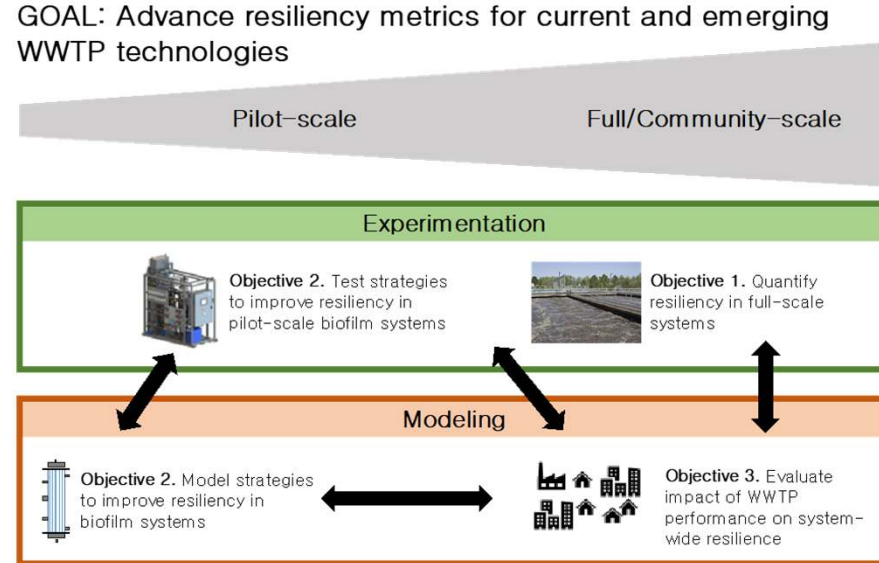 GOAL: Advance resiliency metrics for current and emerging
WWTP technologies
Pilot-scale
Full/Community-scale
Experimentation
Objective 2. Test strategies
to improve resiliency in
pilot-scale biofilm systems
Objective 1. Quantify
resiliency in full-scale
systems
Modeling
Objective 2. Model strategies
to improve resiliency in
biofilm systems
Objective 3. Evaluate
impact of WWTP
performance on system-
wide resilience